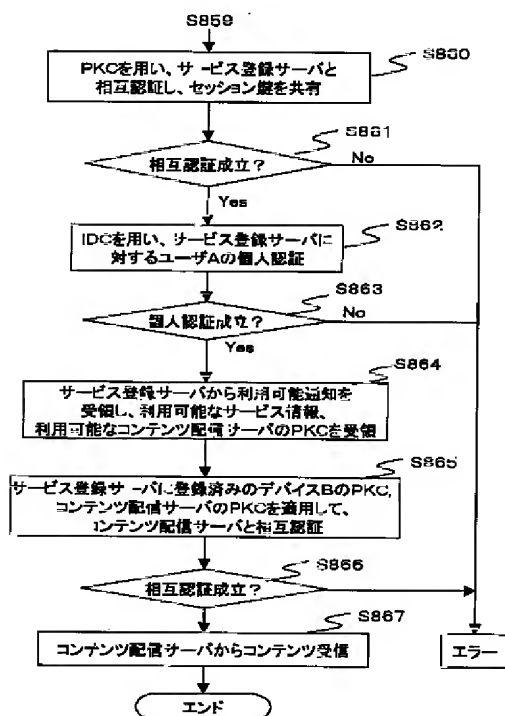 S859
PKCを用い、サービス登録サーバと
相互認証し、セッション鍵を共有
S860
S861
相互認証成立？
No
Yes
IDCを用い、サービス登録サーバに
対するユーザAの個人認証
S862
S863
個人認証成立？
No
Yes
S864
サービス登録サーバから利用可能通知を
受領し、利用可能なサービス情報、
利用可能なコンテンツ配信サーバのPKCを受領
S865
サービス登録サーバに登録済みのデバイスBのPKC,
コンテンツ配信サーバのPKCを適用して、
コンテンツ配信サーバと相互認証
S866
相互認証成立？
S867
コンテンツ配信サーバからコンテンツ受信
エラー
エンド